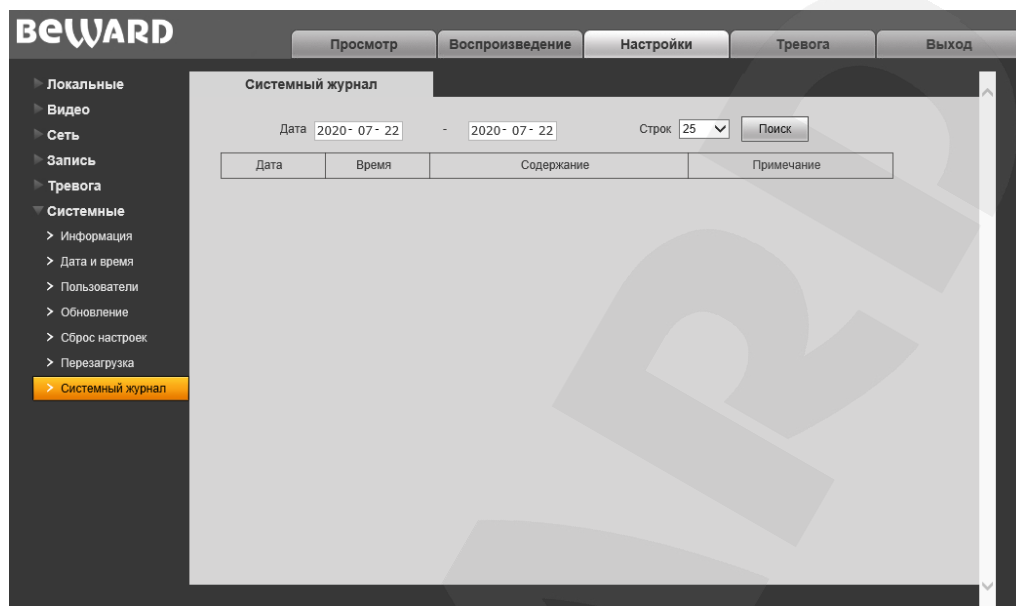 BEWARD
Просмотр Воспроизведение Настройки Тревога Выход
Локальные
Видео
Сеть
Запись
Тревога
Системные
Информация
Дата и время
Пользователи
Обновление
Сброс настроек
Перезагрузка
Системный журнал
Системный журнал
Дата 2020- 07- 22 - 2020- 07- 22 Строк 25 Поиск
Дата Время Содержание Примечание